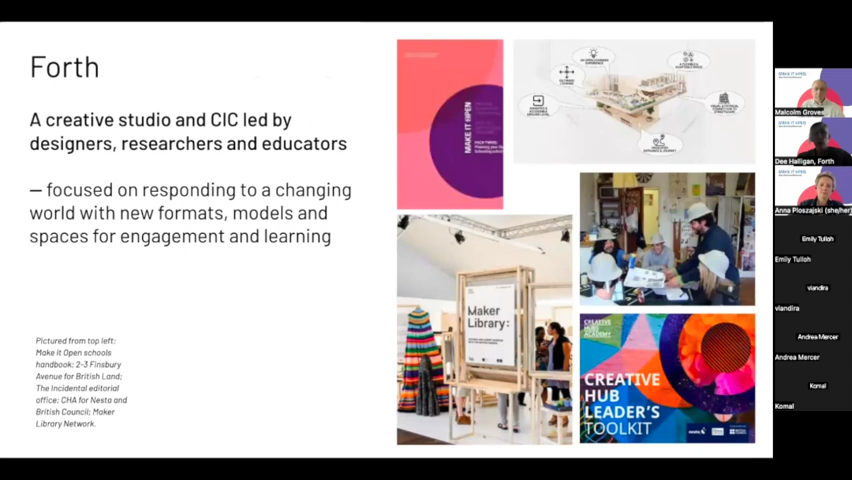 Forth
A creative studio and CIC led by
designers, researchers and educators
— focused on responding to a changing
world with new formats, models and
spaces for engagement and learning
Pictured from top left:
Make it Open schools
handbook; 2-3 Finsbury
Avenue for British Land;
The Incidental editorial
office; CHA for Nesta and
British Council; Maker
Library Network.
MAKE IT OPEN
Maker
Library:
CREATIVE
HUBS
ACADEMY
CREATIVE
HUB
LEADER'S
TOOLKIT
Malcolm Groves
Dee Halligan, Forth
Anna Ploszajski (she/her)
Emily Tulloh
Emily Tulloh
viandira
viandira
Andrea Mercer
Andrea Mercer
Komal
Komal